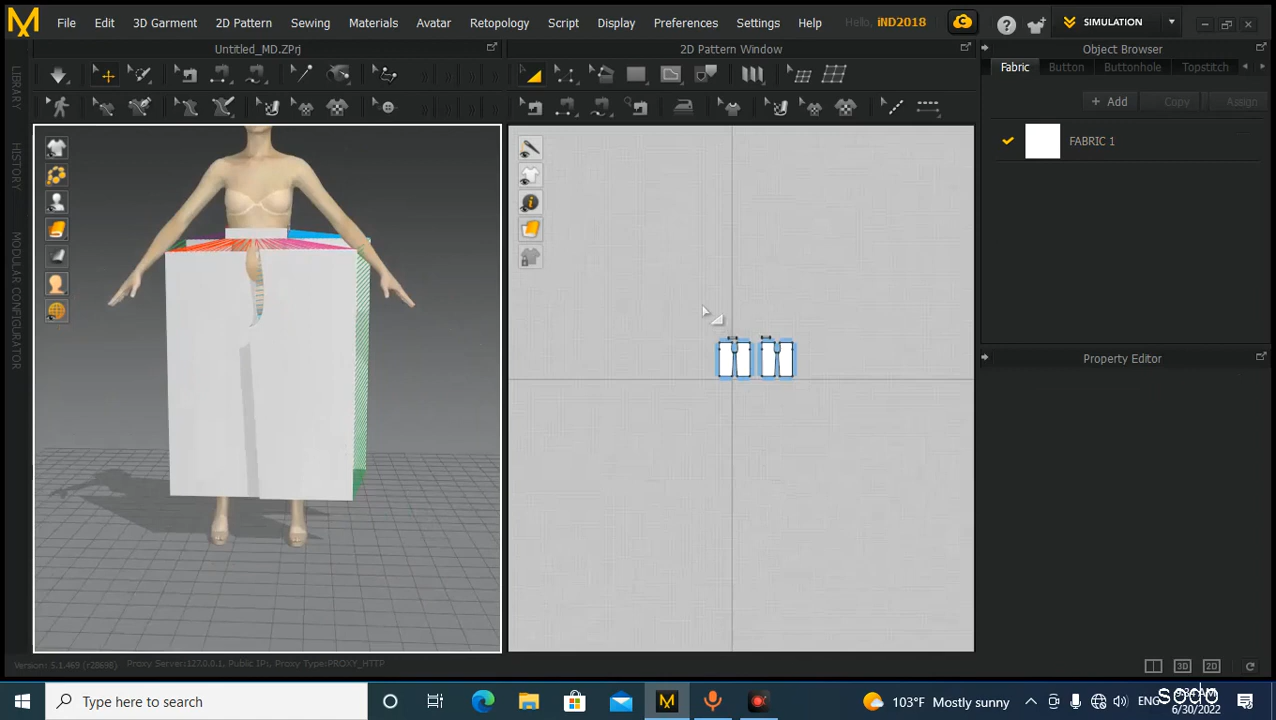 File Edit 3D Garment 2D Pattern Sewing Materials Avatar Retopology Script Display Preferences Settings Help Hello, iND2018 SIMULATION
Untitled_MD.ZPrj
2D Pattern Window
Object Browser
Fabric Button Buttonhole Topstitch
+ Add Copy Assign
FABRIC 1
LIBRARY
HISTORY
MODULAR CONFIGURATOR
Property Editor
Version: 5.1.469 (r28698) Proxy Server:127.0.0.1, Public IP:, Proxy Type:PROXY_HTTP
3D 2D
Type here to search
103°F Mostly sunny
ENG
6/30/2022